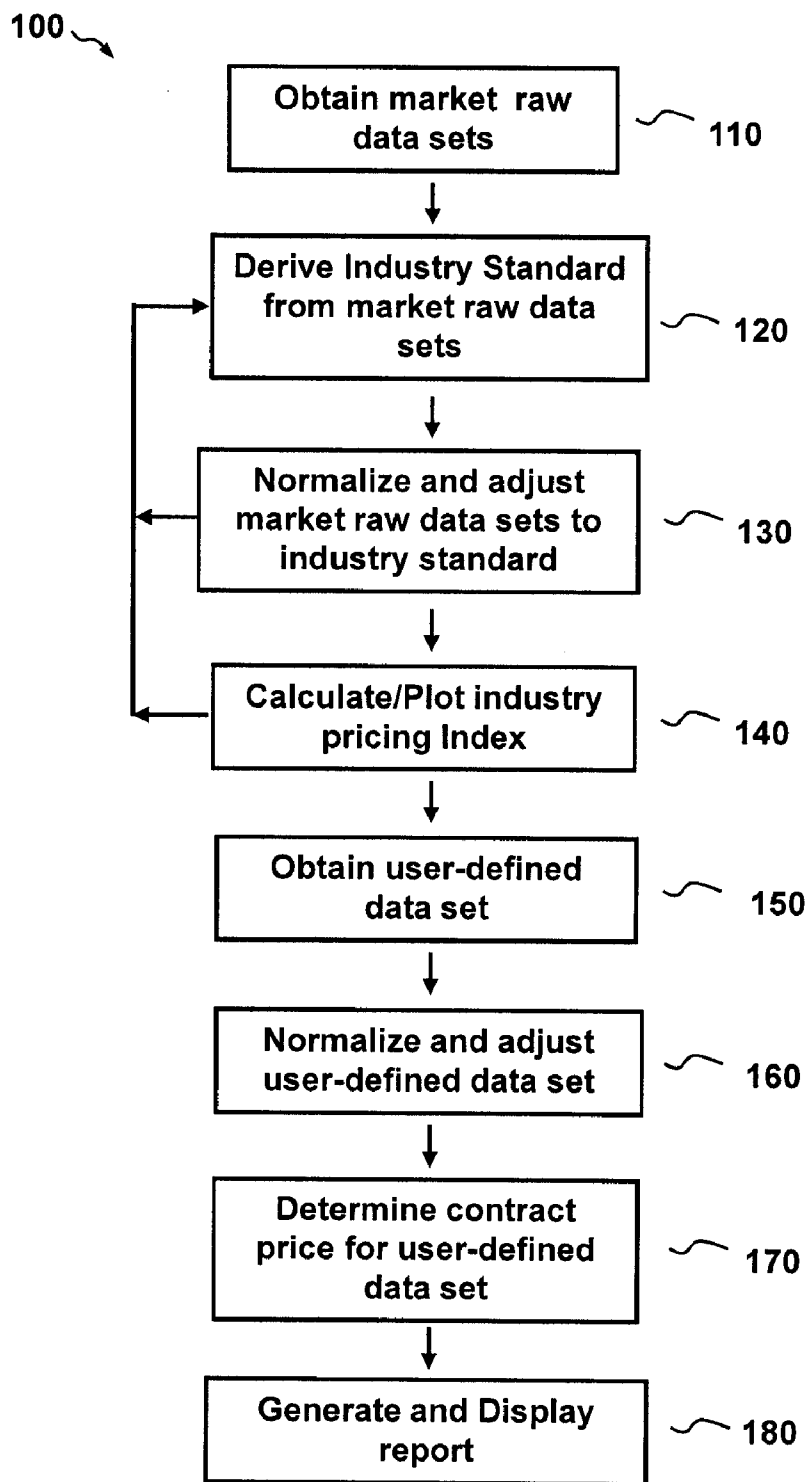 100
Obtain market raw
data sets
110
Derive Industry Standard
from market raw data
sets
120
Normalize and adjust
market raw data sets to
industry standard
130
Calculate/Plot industry
pricing Index
140
Obtain user-defined
data set
150
Normalize and adjust
user-defined data set
160
Determine contract
price for user-defined
data set
170
Generate and Display
report
180